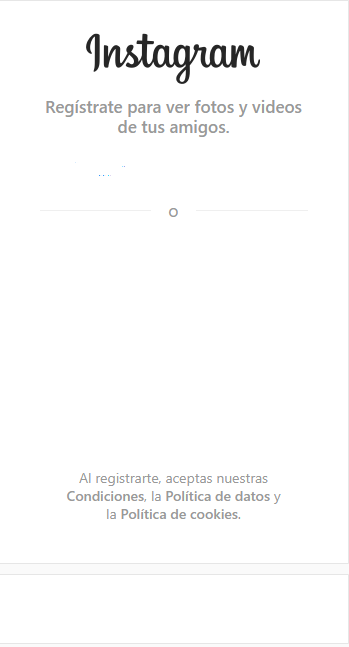 Instagram
Regístrate para ver fotos y videos
de tus amigos.
O
Al registrarte, aceptas nuestras
Condiciones, la Política de datos y
la Política de cookies.